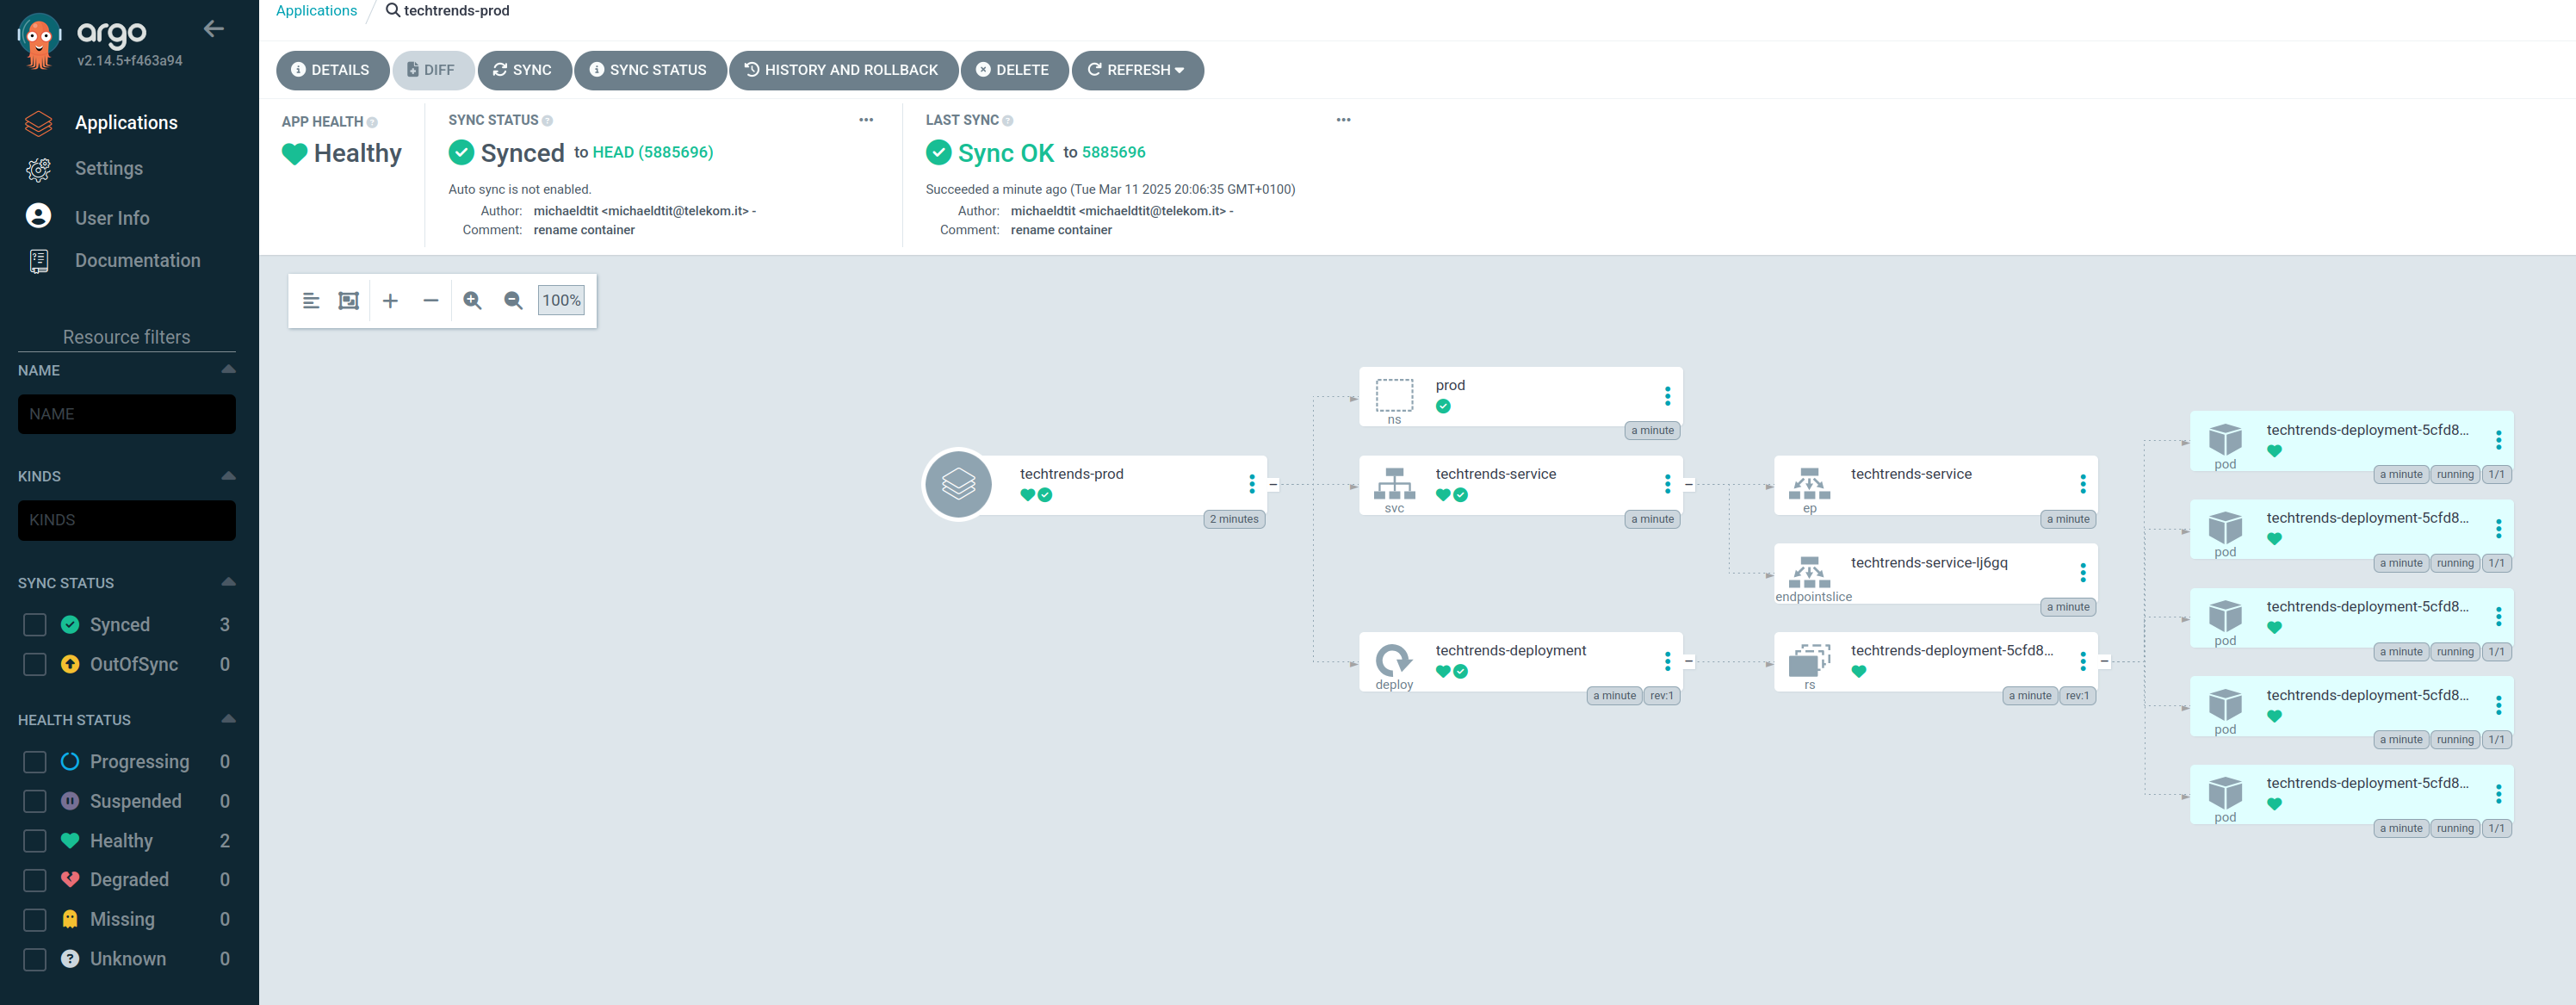 argo
v2.14.5+f463a94
Applications
Settings
User Info
Documentation
Resource filters
NAME
NAME
KINDS
KINDS
SYNC STATUS
Synced 3
OutOfSync 0
HEALTH STATUS
Progressing 0
Suspended 0
Healthy 2
Degraded 0
Missing 0
Unknown 0
Applications / techtrends-prod
DETAILS DIFF SYNC SYNC STATUS HISTORY AND ROLLBACK DELETE REFRESH
APP HEALTH
Healthy
SYNC STATUS
Synced to HEAD (5885696)
Auto sync is not enabled.
Author: michaeldtit <michaeldtit@telekom.it> -
Comment: rename container
LAST SYNC
Sync OK to 5885696
Succeeded a minute ago (Tue Mar 11 2025 20:06:35 GMT+0100)
Author: michaeldtit <michaeldtit@telekom.it> -
Comment: rename container
100%
techtrends-prod
2 minutes
prod
ns
a minute
techtrends-service
svc
a minute
techtrends-deployment
deploy
a minute rev:1
techtrends-service
ep
a minute
techtrends-service-lj6gq
endpointslice
a minute
techtrends-deployment-5cfd8...
rs
a minute rev:1
techtrends-deployment-5cfd8...
pod
a minute running 1/1
techtrends-deployment-5cfd8...
pod
a minute running 1/1
techtrends-deployment-5cfd8...
pod
a minute running 1/1
techtrends-deployment-5cfd8...
pod
a minute running 1/1
techtrends-deployment-5cfd8...
pod
a minute running 1/1